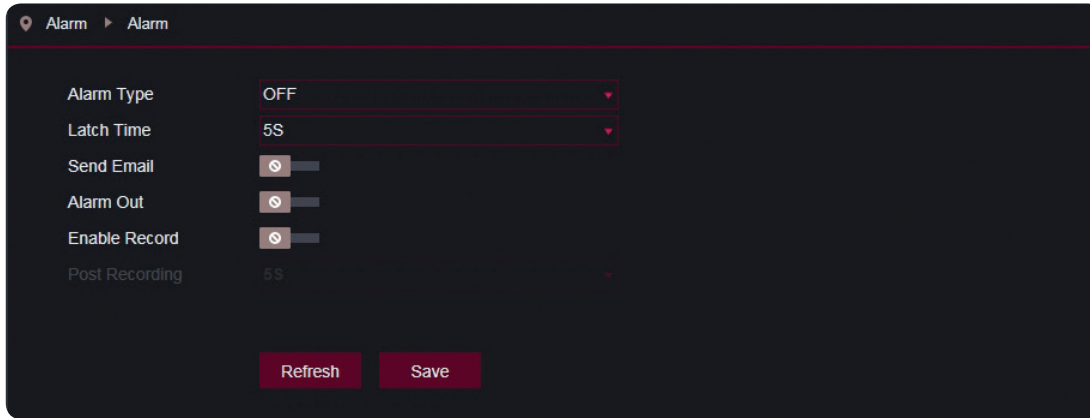 Alarm Alarm
Alarm Type OFF
Latch Time 5S
Send Email
Alarm Out
Enable Record
Post Recording 5S
Refresh Save